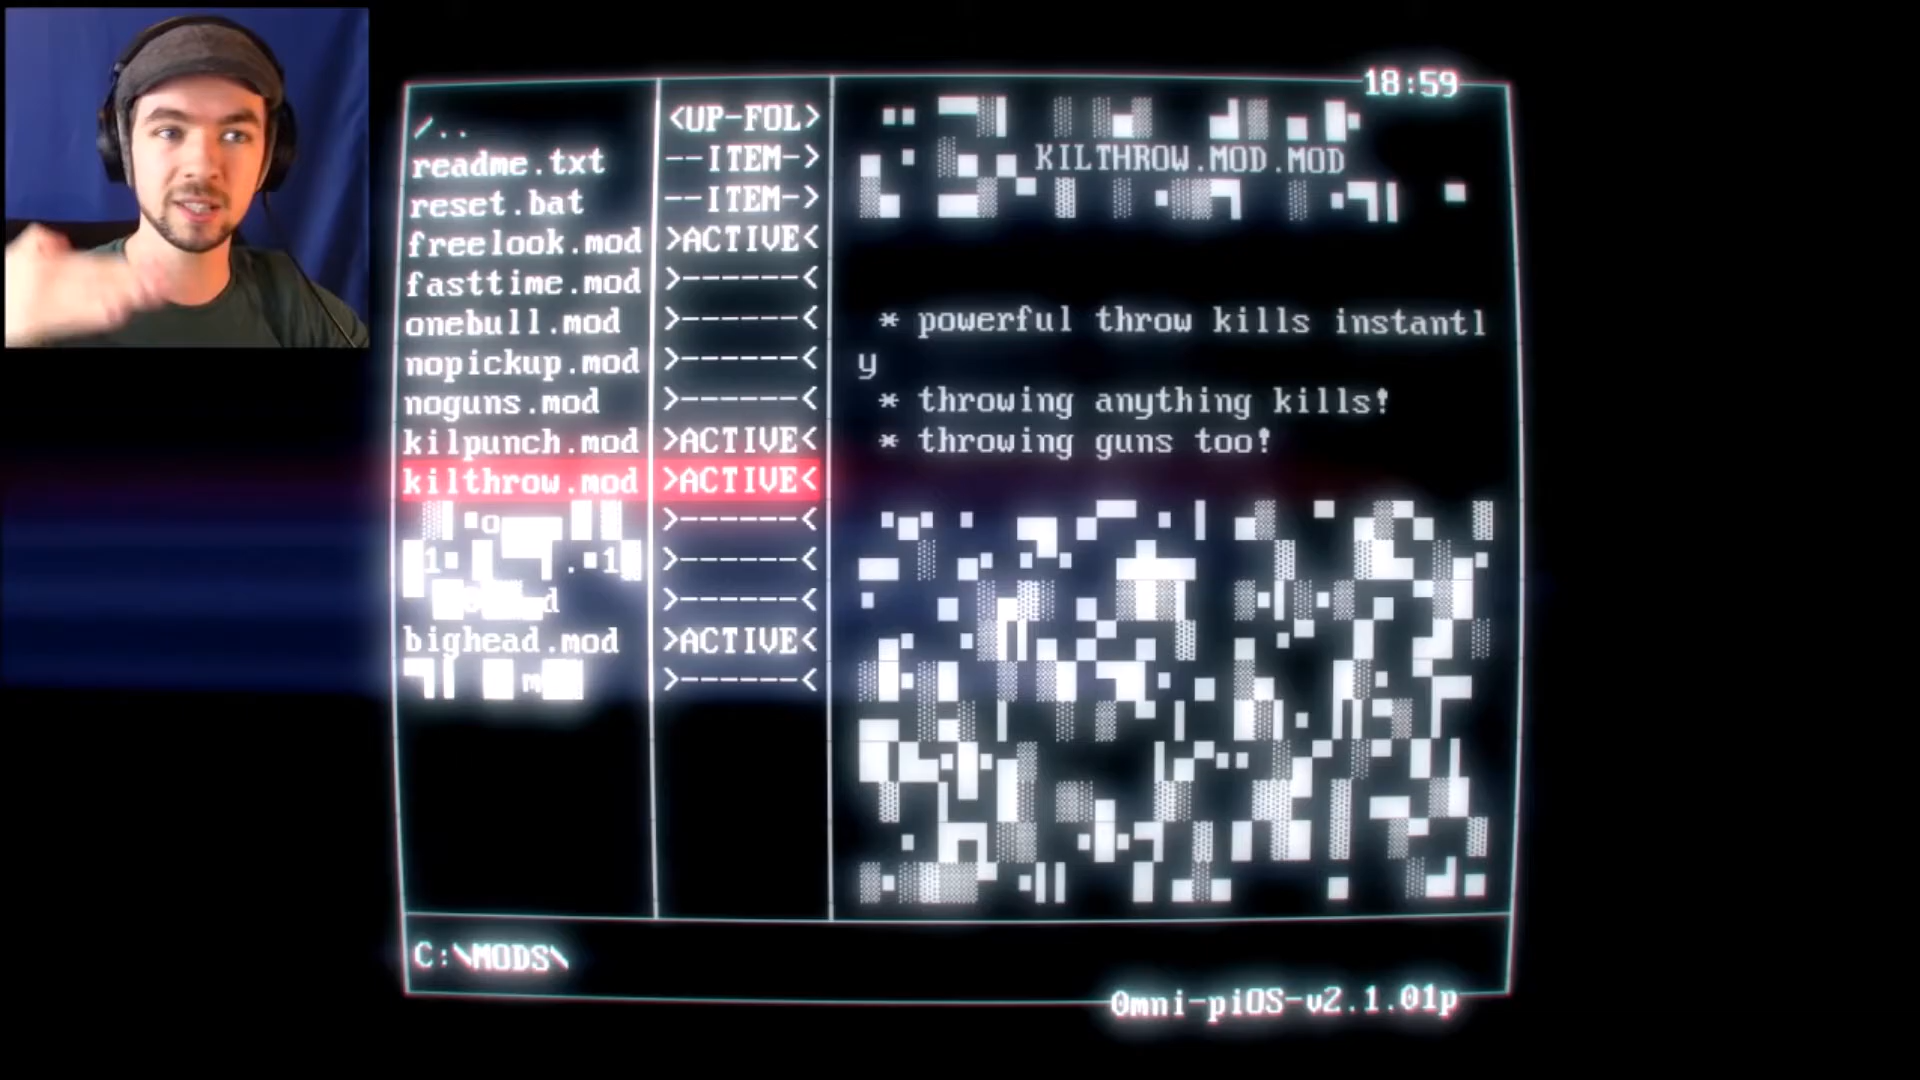 18:59
/.. <UP-FOL>
readme.txt --ITEM->
KILTHROW.MOD.MOD
reset.bat --ITEM->
freelook.mod >ACTIVE<
fasttime.mod >------<
onebull.mod >------<
* powerful throw kills instantl
nopickup.mod >------<
y
noguns.mod >------<
* throwing anything kills!
kilpunch.mod >ACTIVE<
* throwing guns too!
kilthrow.mod >ACTIVE<
>------<
>------<
>------<
bighead.mod >ACTIVE<
>------<
C:\MODS\
Omni-piOS-v2.1.01p